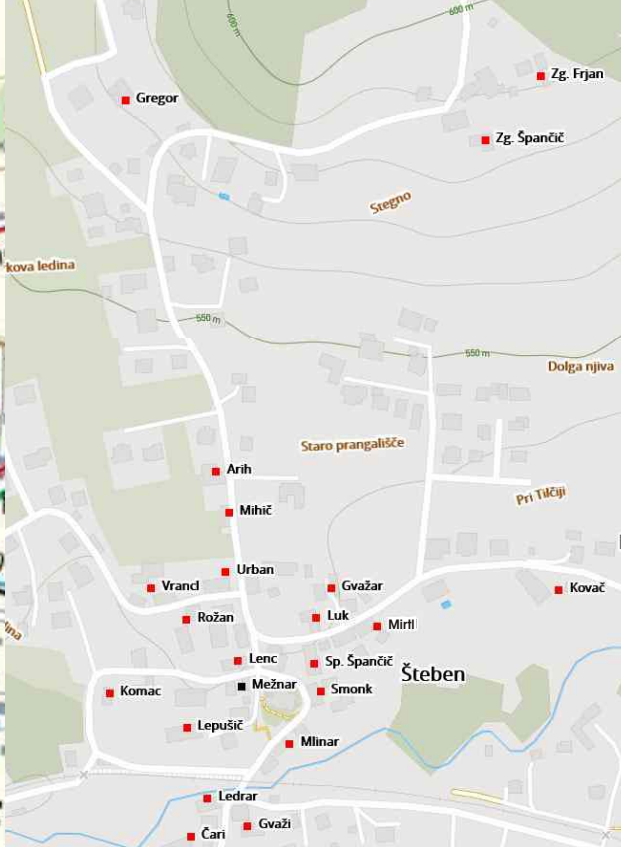 600 m
600 m
Zg. Frjan
Gregor
Zg. Špančič
Stegno
kova ledina
550 m
550 m
Dolga njiva
Staro prangališče
Arih
Pri Tilčiji
Mihič
Urban
Vrancl
Gvažar
Kovač
Rožan
Luk
Mirtl
ina
Lenc
Sp. Špančič
Šteben
Mežnar
Komac
Smonk
Lepušič
Mlinar
Ledrar
Gvaži
Čari